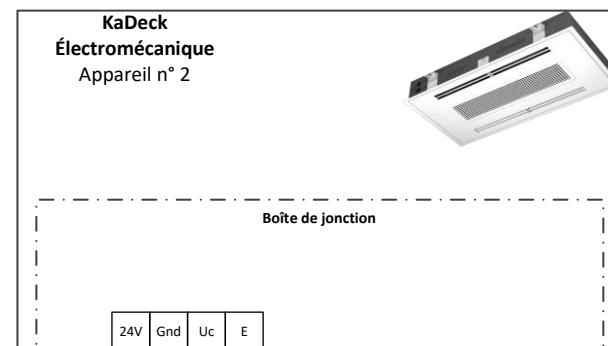 KaDeck
Électromécanique
Appareil n° 2
Boîte de jonction
24V Gnd Uc E